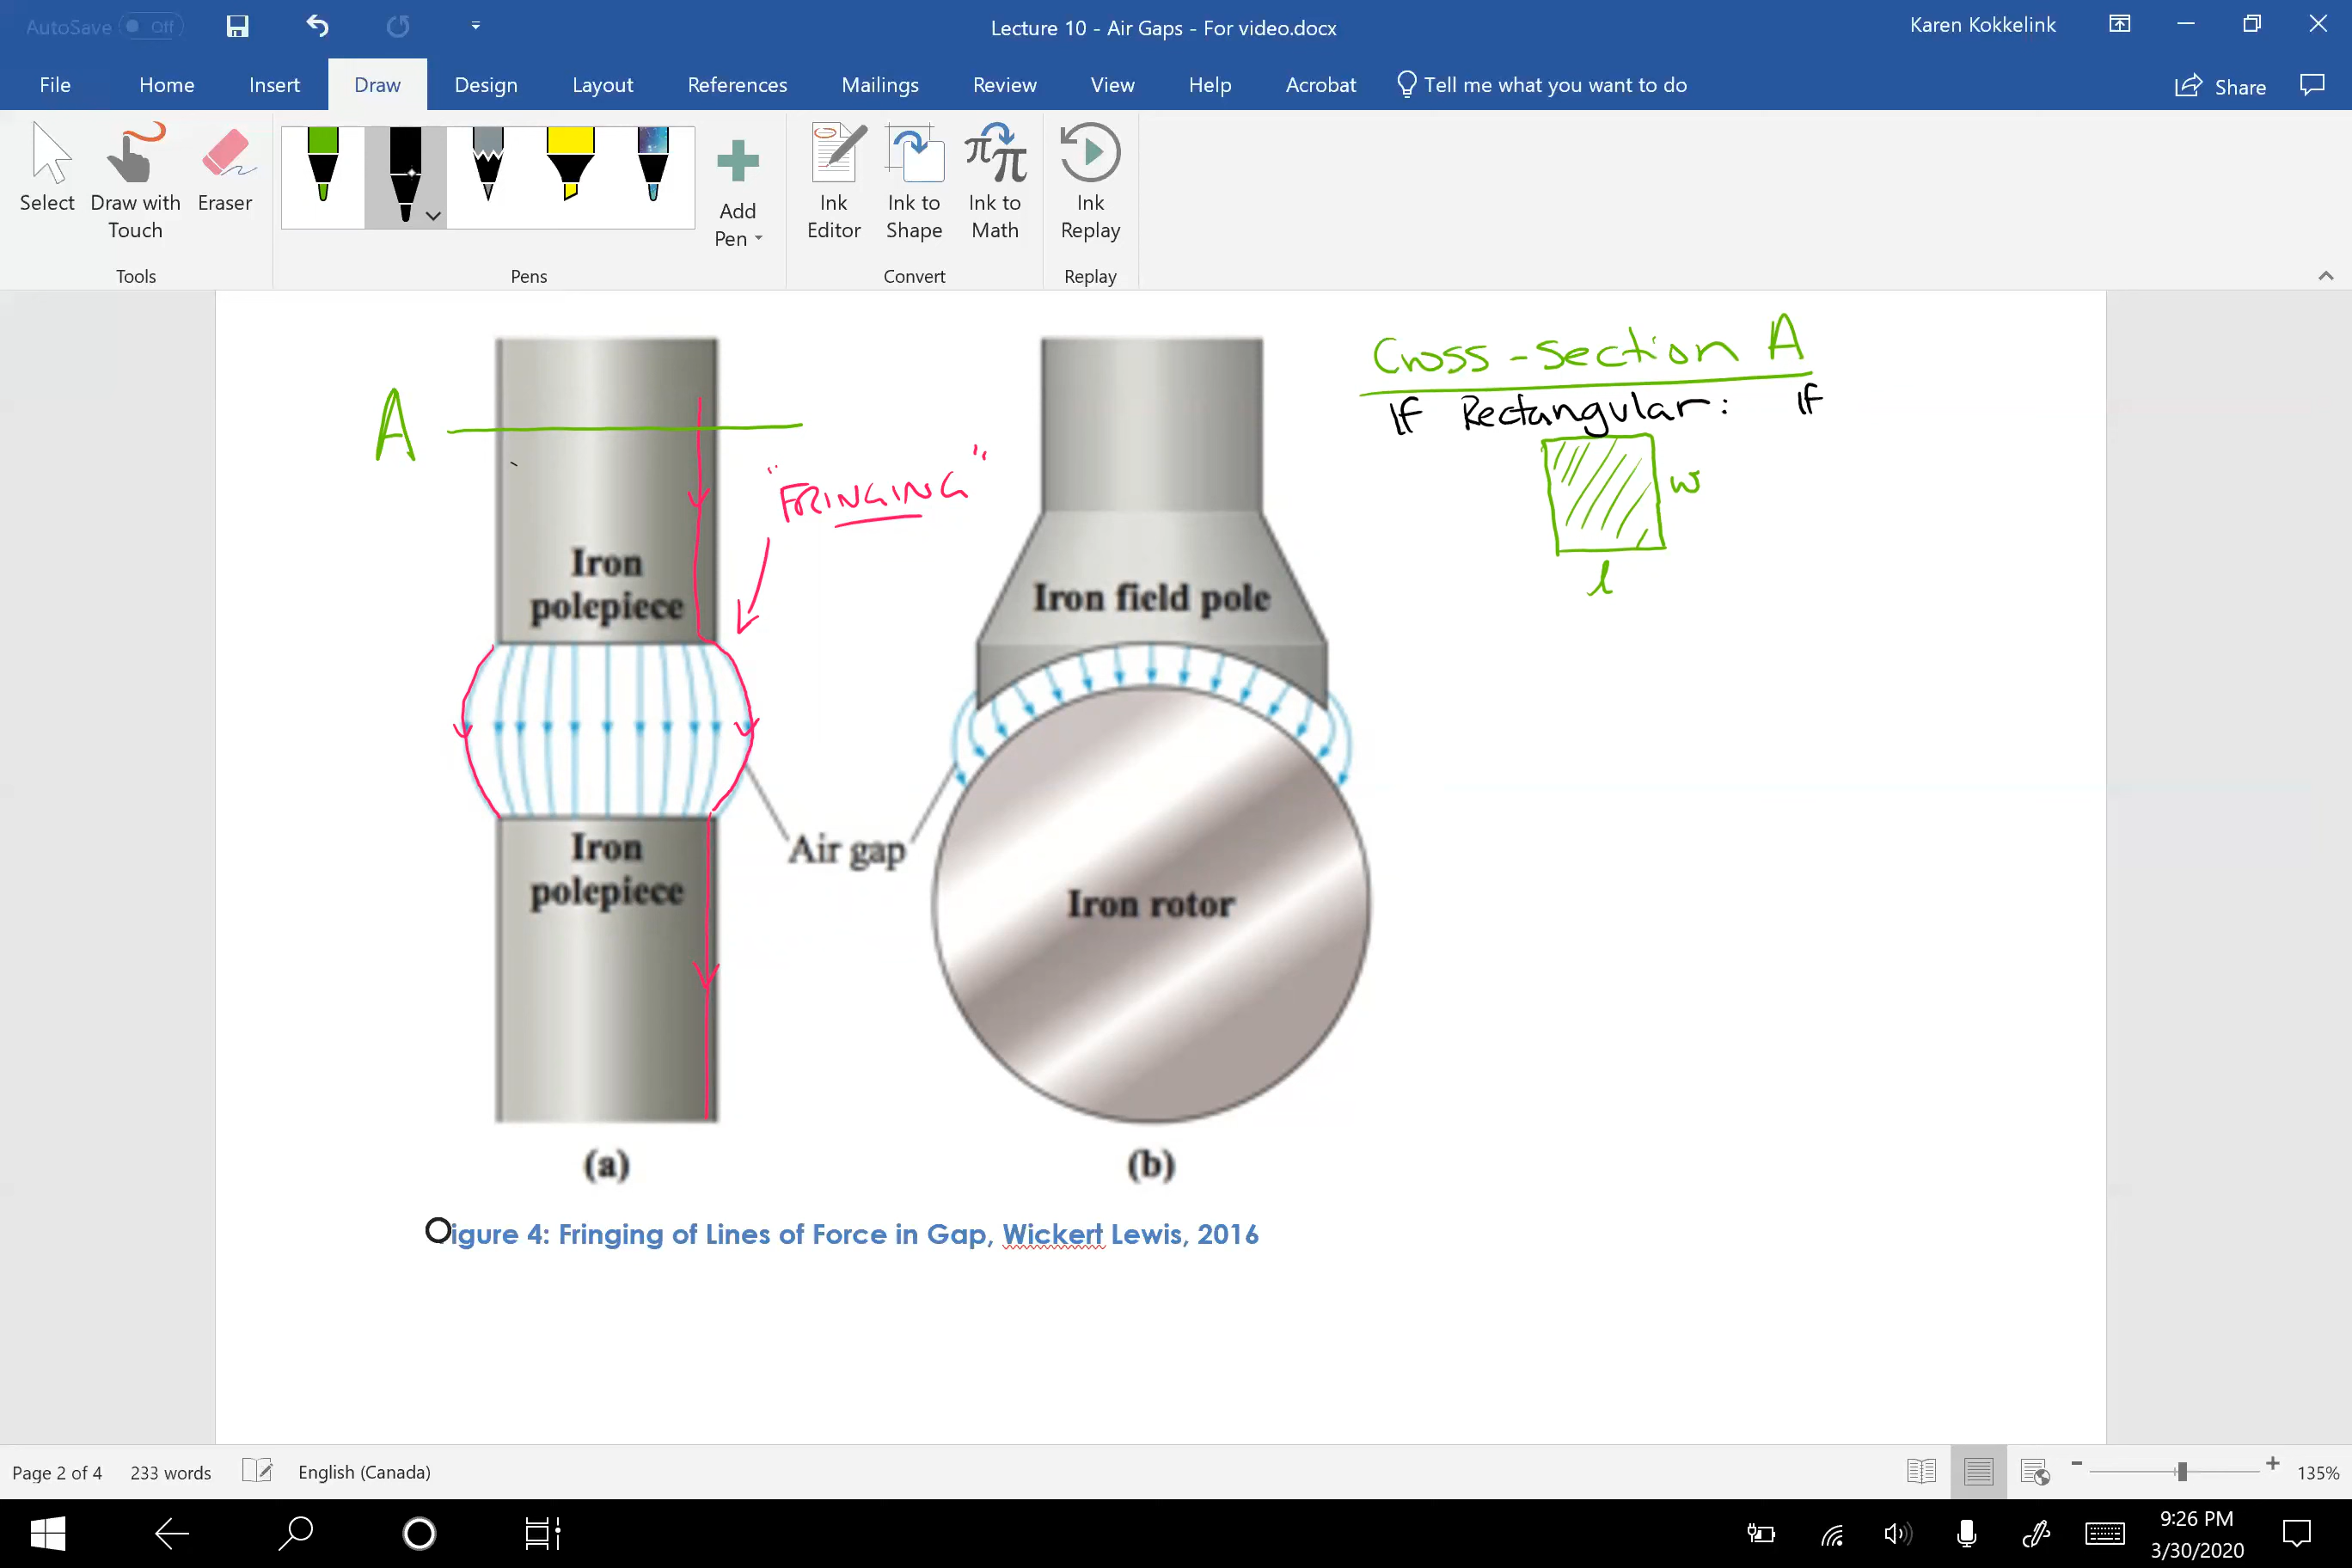 AutoSave Off
Lecture 10 - Air Gaps - For video.docx
Karen Kokkelink
File Home Insert Draw Design Layout References Mailings Review View Help Acrobat Tell me what you want to do Share
Select
Draw with Touch
Eraser
Add Pen
Ink Editor
Ink to Shape
Ink to Math
Ink Replay
Tools Pens Convert Replay
A
"FRINGING"
Cross-section A
If Rectangular: If
w
l
Iron
polepiece
Iron field pole
Iron
polepiece
Air gap
Iron rotor
(a) (b)
igure 4: Fringing of Lines of Force in Gap, Wickert Lewis, 2016
Page 2 of 4 233 words English (Canada) 135%
9:26 PM
3/30/2020